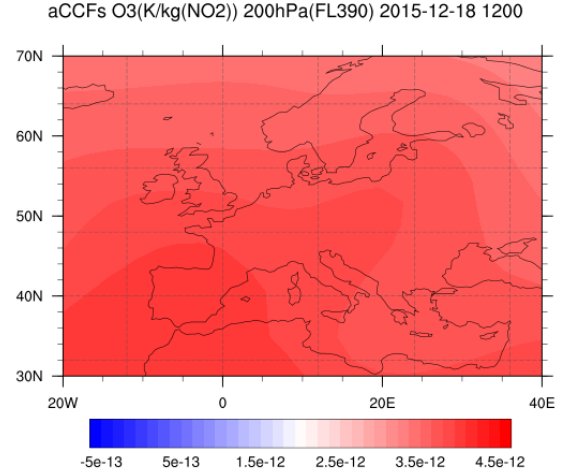 aCCFs O3(K/kg(NO2)) 200hPa(FL390) 2015-12-18 1200
70N
60N
50N
40N
30N
20W 0 20E 40E
-5e-13 5e-13 1.5e-12 2.5e-12 3.5e-12 4.5e-12